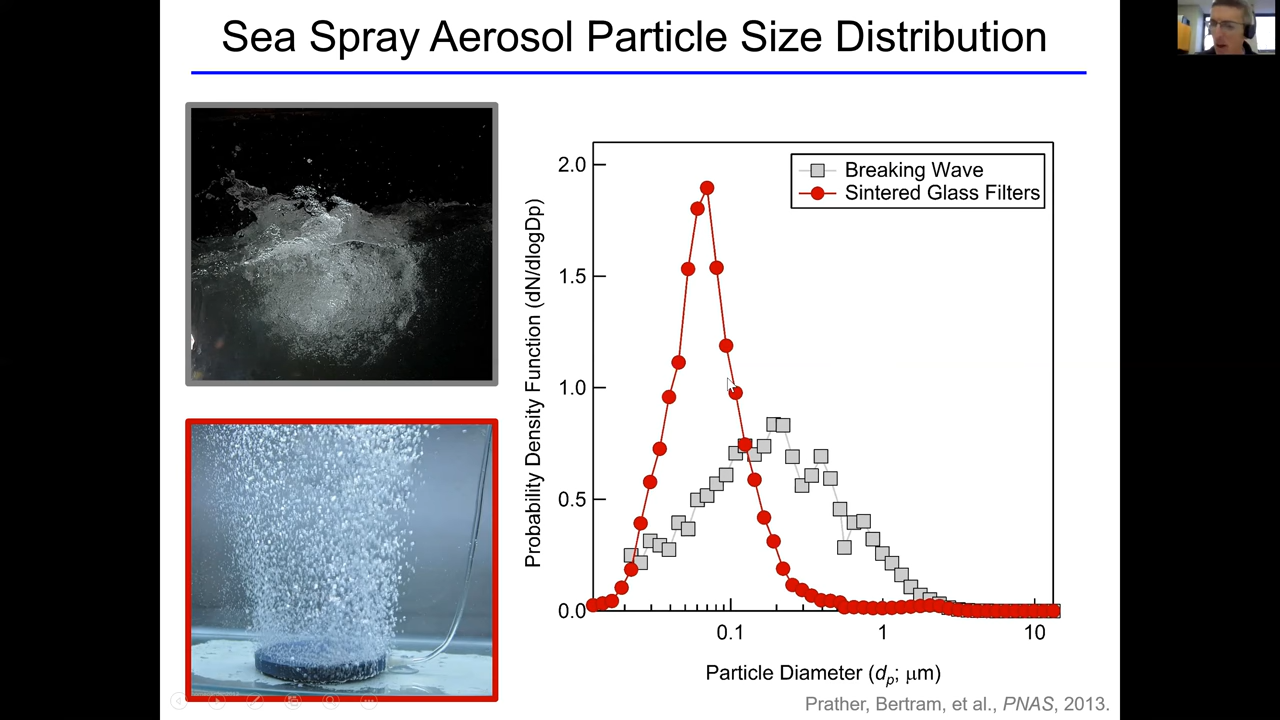 Sea Spray Aerosol Particle Size Distribution
Breaking Wave
Sintered Glass Filters
Probability Density Function (dN/dlogDp)
2.0
1.5
1.0
0.5
0.0
0.1
1
10
Particle Diameter (dp; μm)
Prather, Bertram, et al., PNAS, 2013.